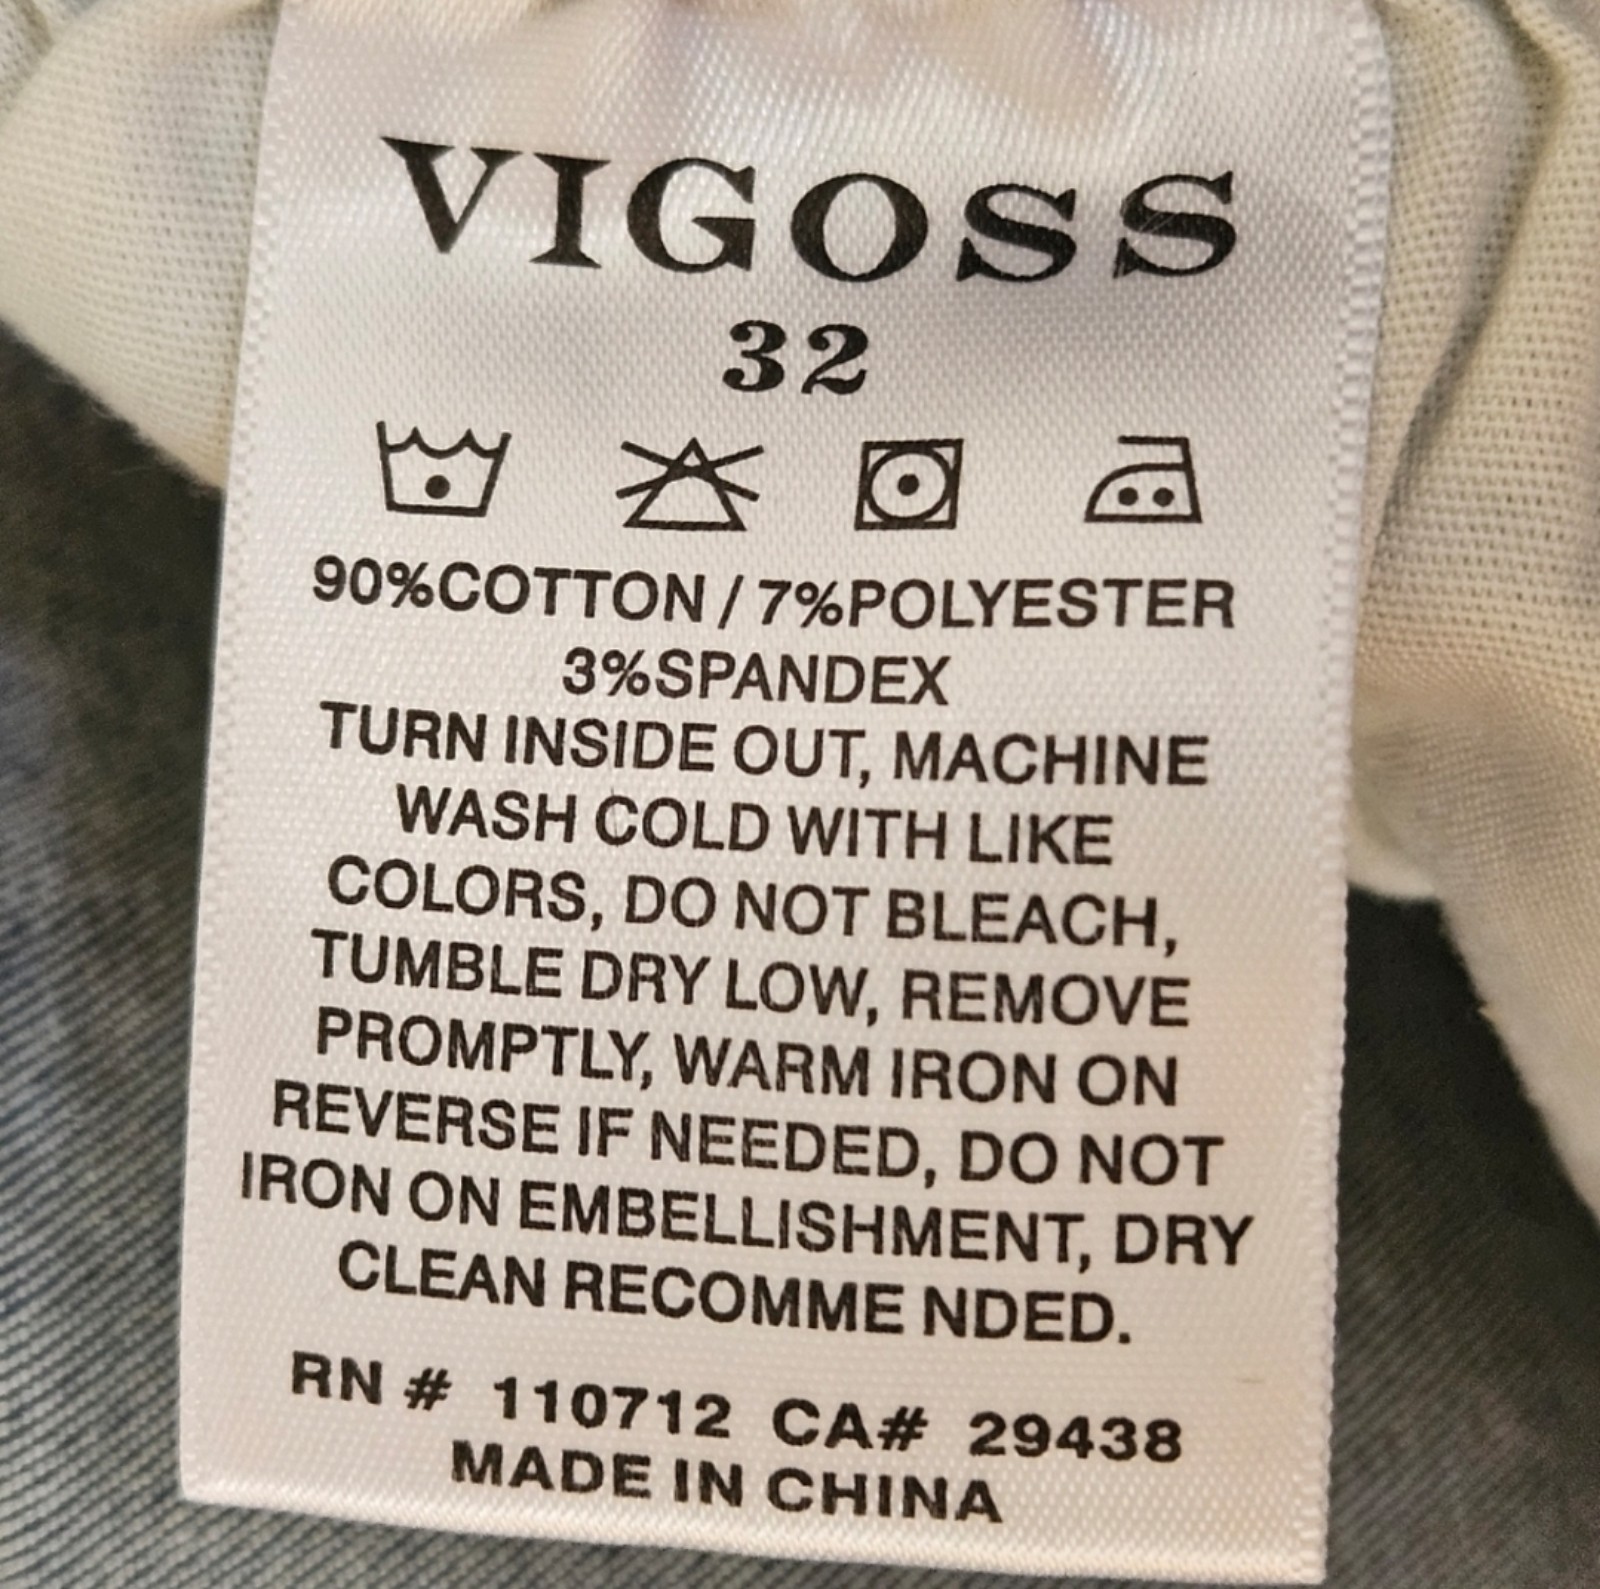 VIGOSS
32
90%COTTON / 7%POLYESTER
3%SPANDEX
TURN INSIDE OUT, MACHINE
WASH COLD WITH LIKE
COLORS, DO NOT BLEACH,
TUMBLE DRY LOW, REMOVE
PROMPTLY, WARM IRON ON
REVERSE IF NEEDED, DO NOT
IRON ON EMBELLISHMENT, DRY
CLEAN RECOMME NDED.
RN # 110712 CA# 29438
MADE IN CHINA